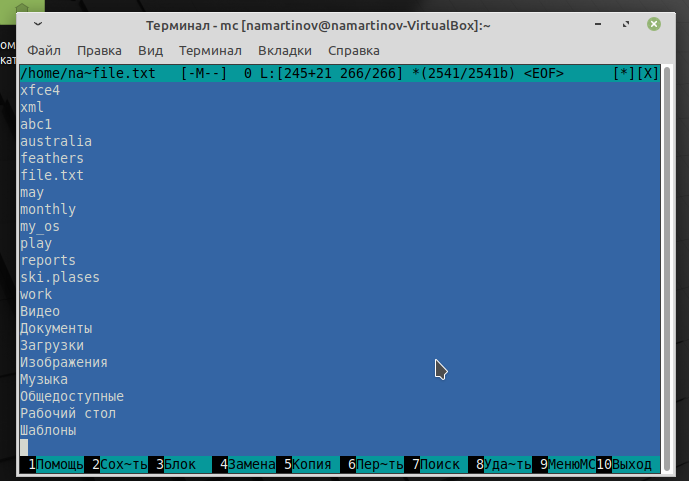 ом
кат
Терминал - mc [namartinov@namartinov-VirtualBox]:~
Файл Правка Вид Терминал Вкладки Справка
/home/na~file.txt [-M--] 0 L:[245+21 266/266] *(2541/2541b) <EOF> [*][X]
xfce4
xml
abc1
australia
feathers
file.txt
may
monthly
my_os
play
reports
ski.plases
work
Видео
Документы
Загрузки
Изображения
Музыка
Общедоступные
Рабочий стол
Шаблоны
1Помощь 2Сох~ть 3Блок 4Замена 5Копия 6Пер~ть 7Поиск 8Уда~ть 9МенюMC 10Выход